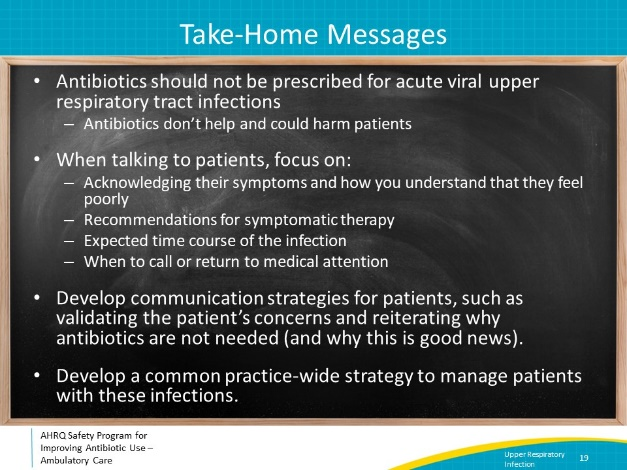 Take-Home Messages
• Antibiotics should not be prescribed for acute viral upper
respiratory tract infections
– Antibiotics don't help and could harm patients
• When talking to patients, focus on:
– Acknowledging their symptoms and how you understand that they feel
poorly
– Recommendations for symptomatic therapy
– Expected time course of the infection
– When to call or return to medical attention
• Develop communication strategies for patients, such as
validating the patient's concerns and reiterating why
antibiotics are not needed (and why this is good news).
• Develop a common practice-wide strategy to manage patients
with these infections.
AHRQ Safety Program for
Improving Antibiotic Use –
Ambulatory Care
Upper Respiratory
Infection
19